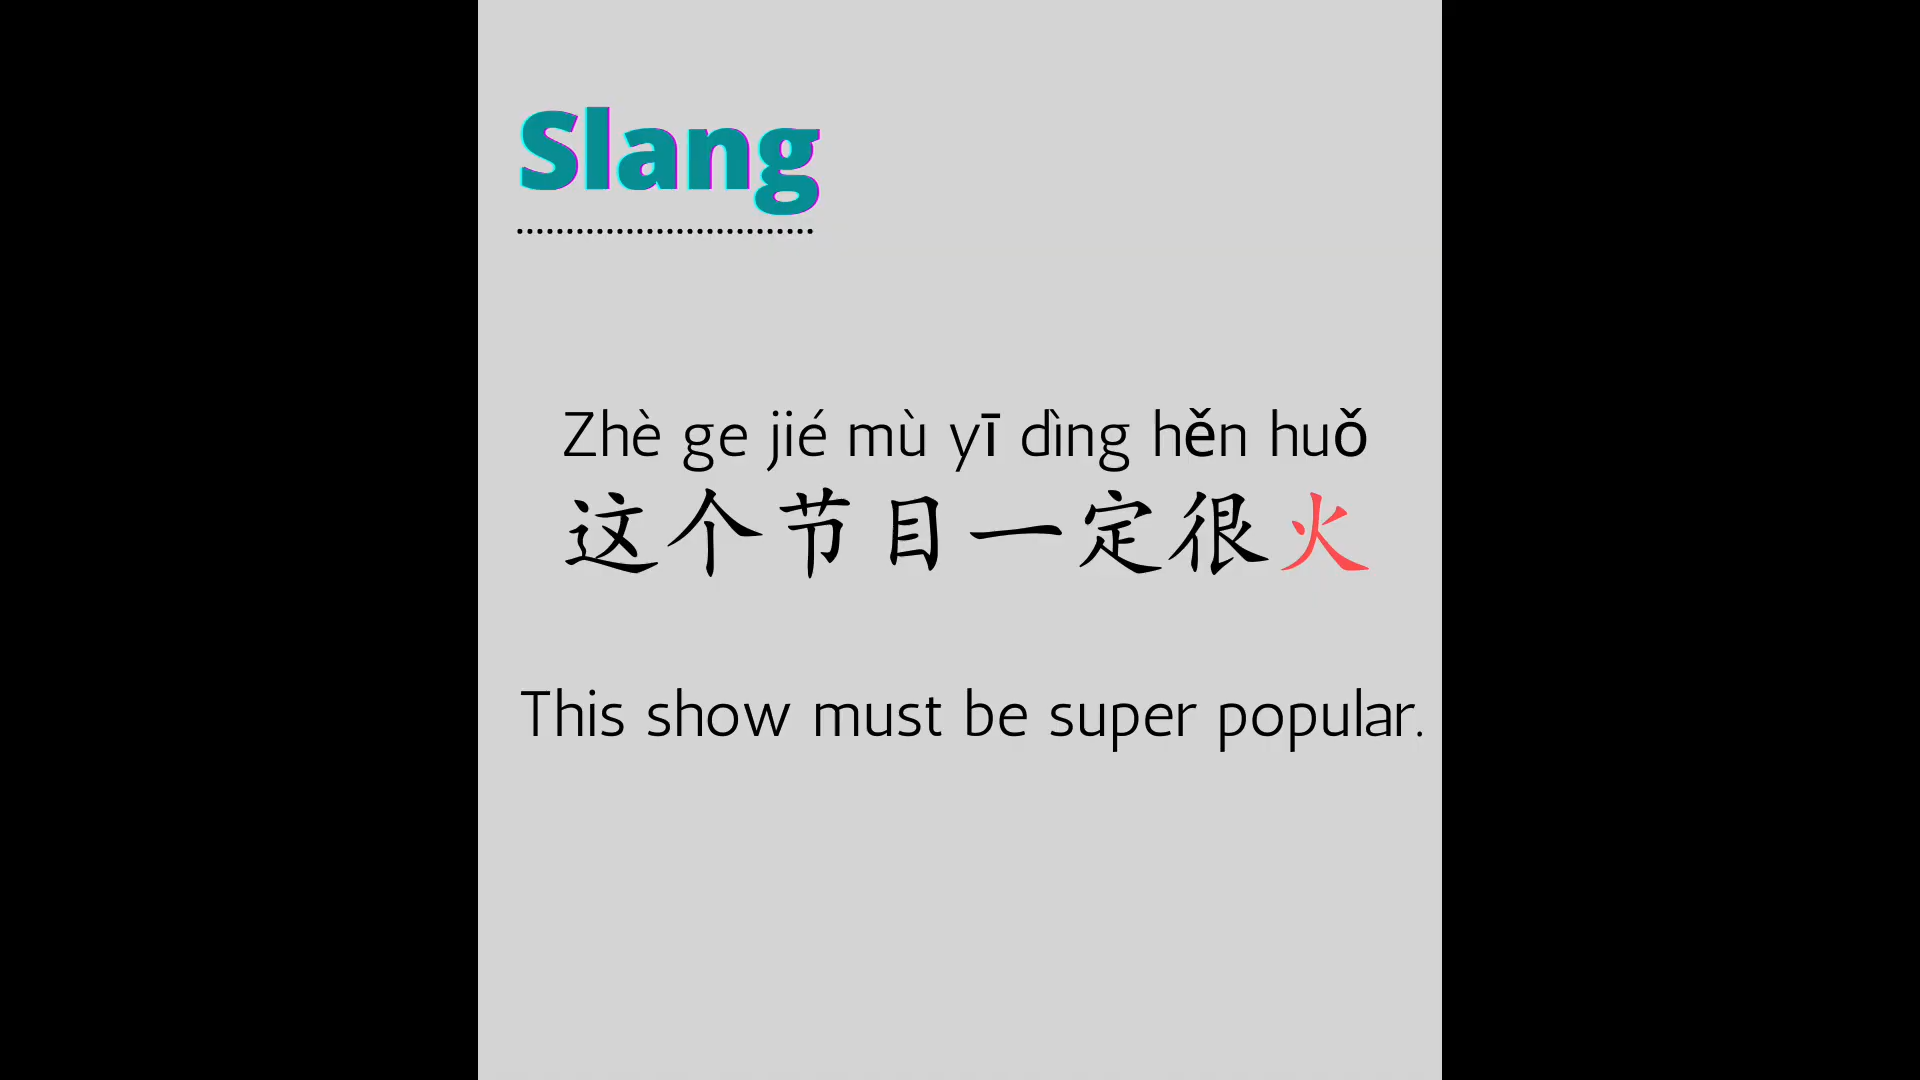 Slang
Zhè ge jié mù yī dìng hěn huǒ
这个节目一定很火
This show must be super popular.